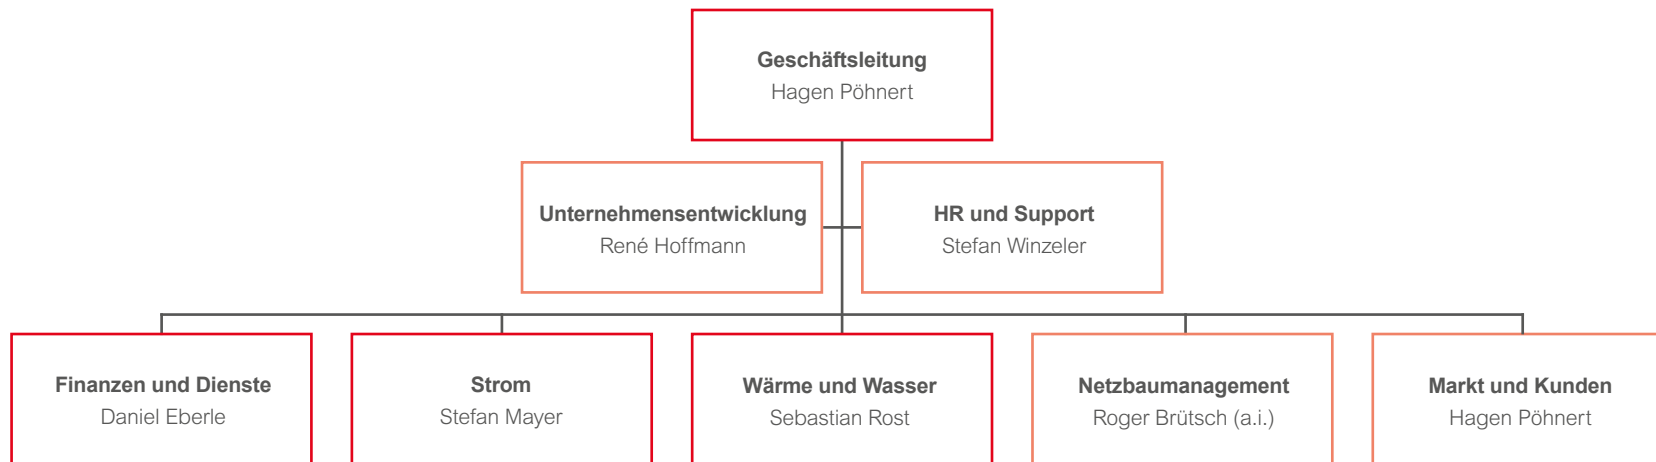 Geschäftsleitung
Hagen Pöhnert
Unternehmensentwicklung
René Hoffmann
HR und Support
Stefan Winzeler
Finanzen und Dienste
Daniel Eberle
Strom
Stefan Mayer
Wärme und Wasser
Sebastian Rost
Netzbaumanagement
Roger Brütsch (a.i.)
Markt und Kunden
Hagen Pöhnert